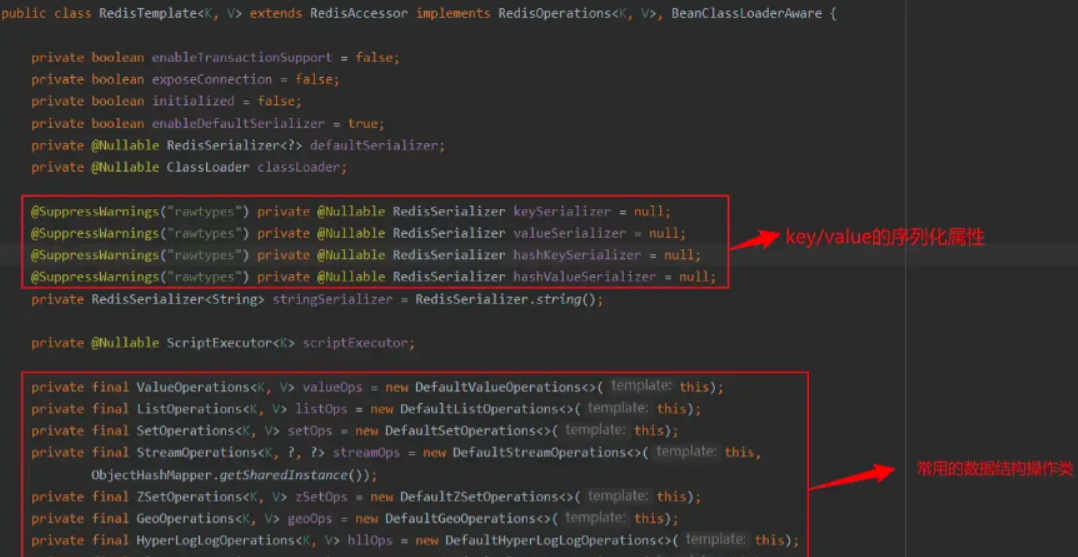 public class RedisTemplate<K, V> extends RedisAccessor implements RedisOperations<K, V>, BeanClassLoaderAware {
private boolean enableTransactionSupport = false;
private boolean exposeConnection = false;
private boolean initialized = false;
private boolean enableDefaultSerializer = true;
private @Nullable RedisSerializer<?> defaultSerializer;
private @Nullable ClassLoader classLoader;
@SuppressWarnings("rawtypes") private @Nullable RedisSerializer keySerializer = null;
@SuppressWarnings("rawtypes") private @Nullable RedisSerializer valueSerializer = null;
key/value的序列化属性
@SuppressWarnings("rawtypes") private @Nullable RedisSerializer hashKeySerializer = null;
@SuppressWarnings("rawtypes") private @Nullable RedisSerializer hashValueSerializer = null;
private RedisSerializer<String> stringSerializer = RedisSerializer.string();
private @Nullable ScriptExecutor<K> scriptExecutor;
private final ValueOperations<K, V> valueOps = new DefaultValueOperations<>( template: this);
private final ListOperations<K, V> listOps = new DefaultListOperations<>( template: this);
private final SetOperations<K, V> setOps = new DefaultSetOperations<>( template: this);
private final StreamOperations<K, ?, ?> streamOps = new DefaultStreamOperations<>( template: this,
ObjectHashMapper.getSharedInstance());
常用的数据结构操作类
private final ZSetOperations<K, V> zSetOps = new DefaultZSetOperations<>( template: this);
private final GeoOperations<K, V> geoOps = new DefaultGeoOperations<>( template: this);
private final HyperLogLogOperations<K, V> hllOps = new DefaultHyperLogLogOperations<>( template: this);